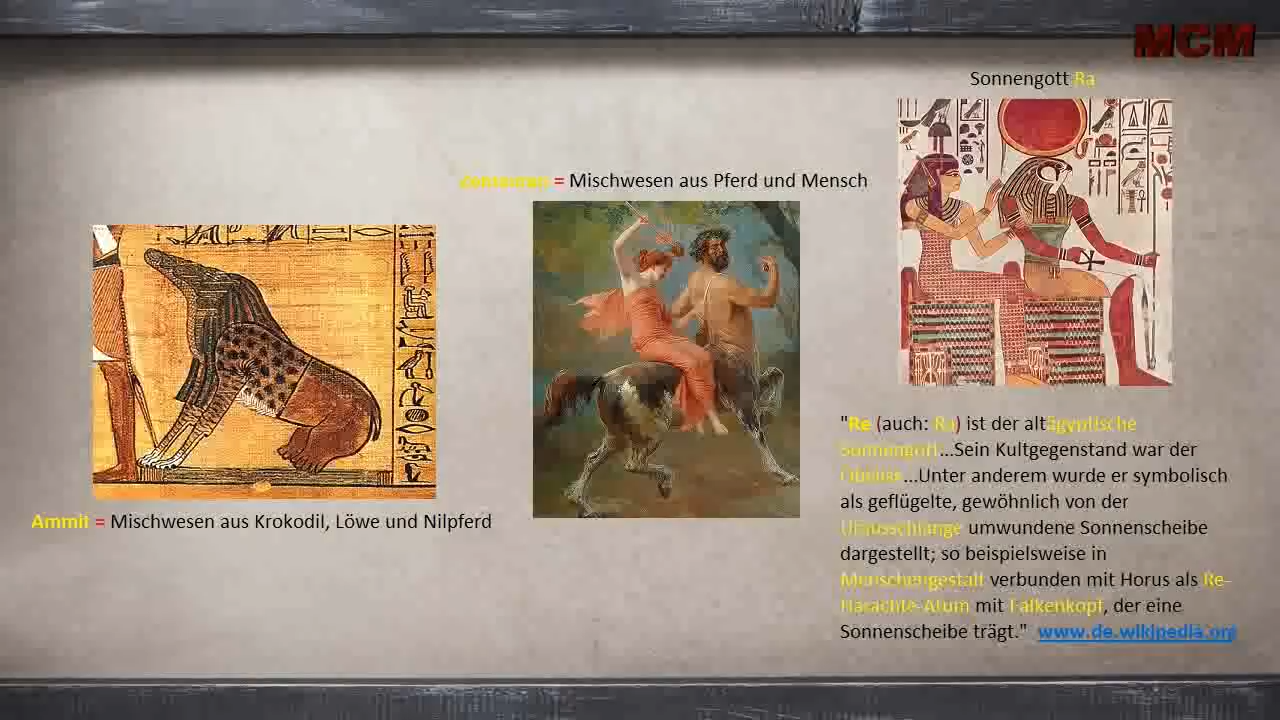 MCM
Sonnengott Ra
Zentauren = Mischwesen aus Pferd und Mensch
Ammit = Mischwesen aus Krokodil, Löwe und Nilpferd
"Re (auch: Ra) ist der altägyptische
Sonnengott...Sein Kultgegenstand war der
Obelisk...Unter anderem wurde er symbolisch
als geflügelte, gewöhnlich von der
Uräusschlange umwundene Sonnenscheibe
dargestellt; so beispielsweise in
Menschengestalt verbunden mit Horus als Re-
Harachte-Atum mit Falkenkopf, der eine
Sonnenscheibe trägt." www.de.wikipedia.org